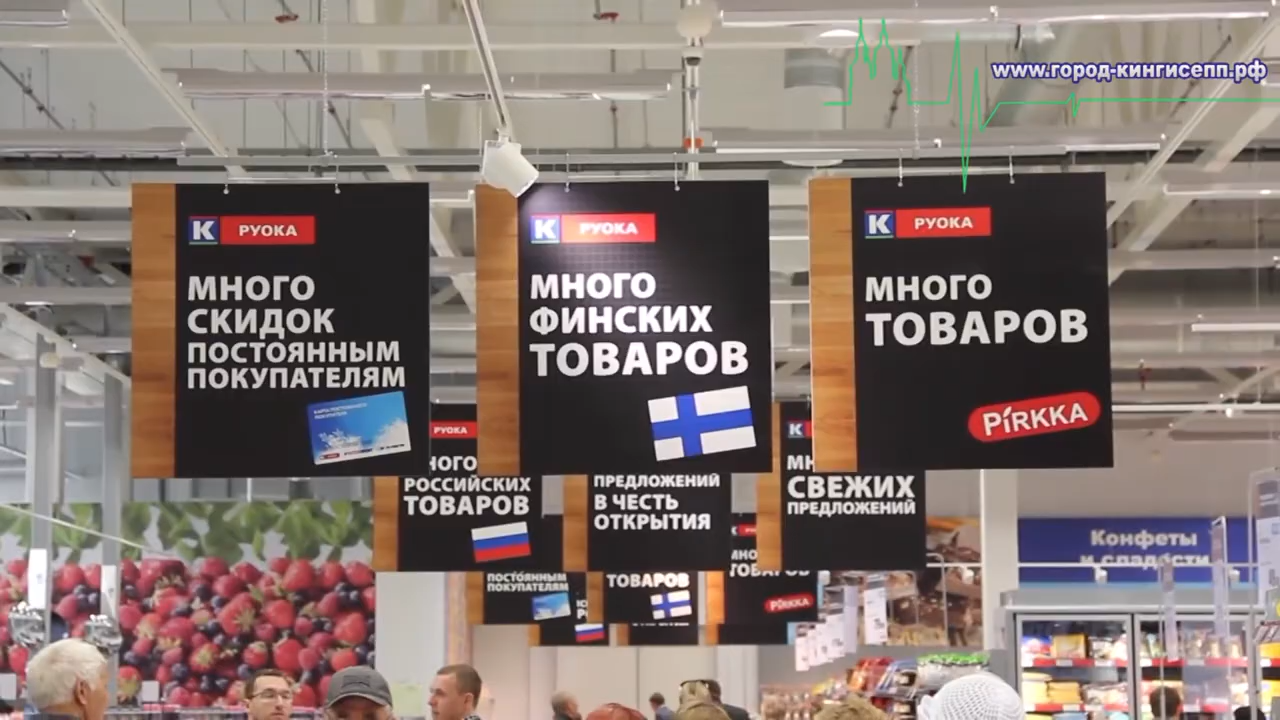 www.город-кингисепп.рф
К РУОКА
МНОГО
СКИДОК
ПОСТОЯННЫМ
ПОКУПАТЕЛЯМ
К РУОКА
МНОГО
ФИНСКИХ
ТОВАРОВ
К РУОКА
МНОГО
ТОВАРОВ
Pirkka
РУОКА
РОССИЙСКИХ
ТОВАРОВ
ПРЕДЛОЖЕНИЙ
В ЧЕСТЬ
ОТКРЫТИЯ
К
СВЕЖИХ
ПРЕДЛОЖЕНИЙ
ПОСТОЯННЫМ
ПОКУПАТЕЛЯМ
ТОВАРОВ
ТОВАРОВ
Pirkka
Конфеты
и сладости